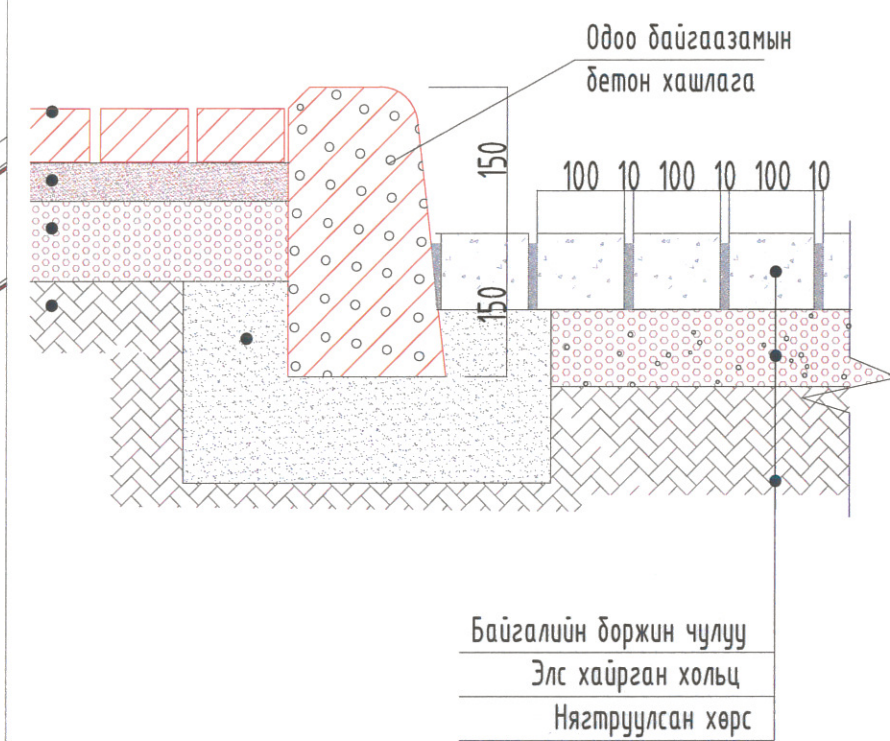 Одоо байгаазамын
бетон хашлага
150
100 10 100 10 100 10
150
Байгалийн боржин чулуу
Элс хайрган хольц
Нягтруулсан хөрс